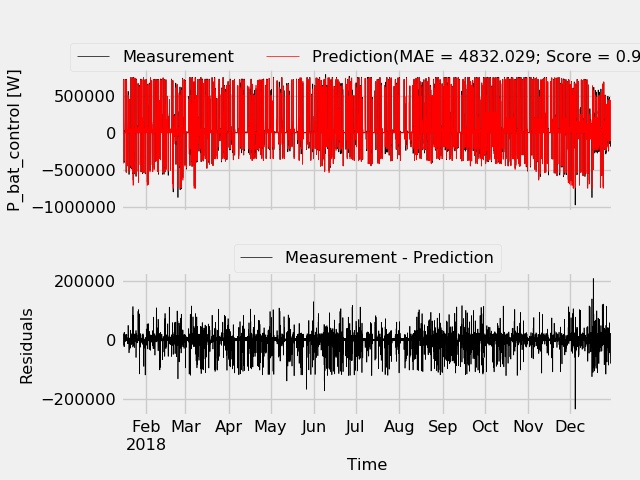 Measurement
Prediction(MAE = 4832.029; Score = 0.9
P_bat_control [W]
500000
0
−500000
−1000000
Measurement - Prediction
Residuals
200000
0
−200000
Feb Mar Apr May Jun Jul Aug Sep Oct Nov Dec
2018
Time